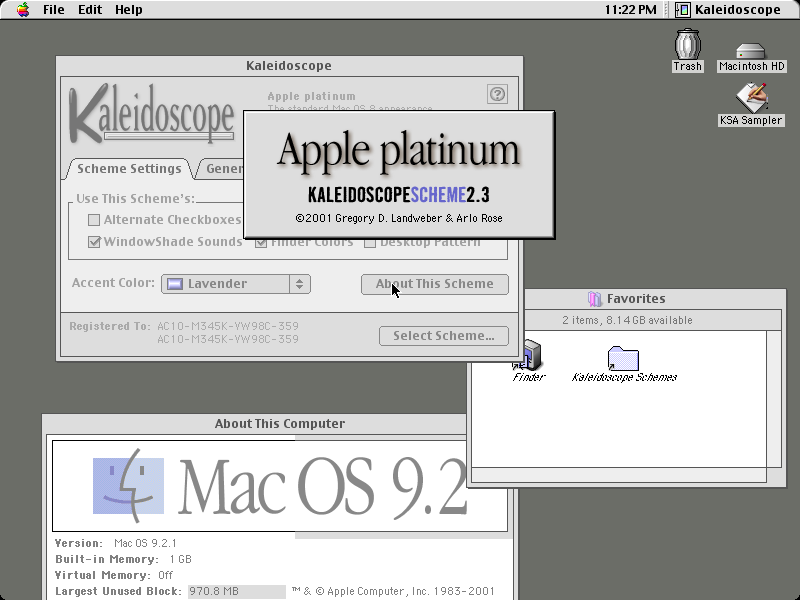 File Edit Help
11:22 PM Kaleidoscope
Trash
Macintosh HD
KSA Sampler
Kaleidoscope
Kaleidoscope
Apple platinum
The standard Mac OS 8 appearance.
Scheme Settings
Gener
Apple platinum
KALEIDOSCOPESCHEME2.3
©2001 Gregory D. Landweber & Arlo Rose
Use This Scheme's:
Alternate Checkboxes
WindowShade Sounds
Finder Colors
Desktop Pattern
Accent Color:
Lavender
About This Scheme
Registered To: AC10-M345K-YW98C-359
AC10-M345K-YW98C-359
Select Scheme...
Favorites
2 items, 8.14 GB available
Finder
Kaleidoscope Schemes
About This Computer
Mac OS 9.2
Version: Mac OS 9.2.1
Built-in Memory: 1 GB
Virtual Memory: Off
Largest Unused Block: 970.8 MB
™ & © Apple Computer, Inc. 1983-2001